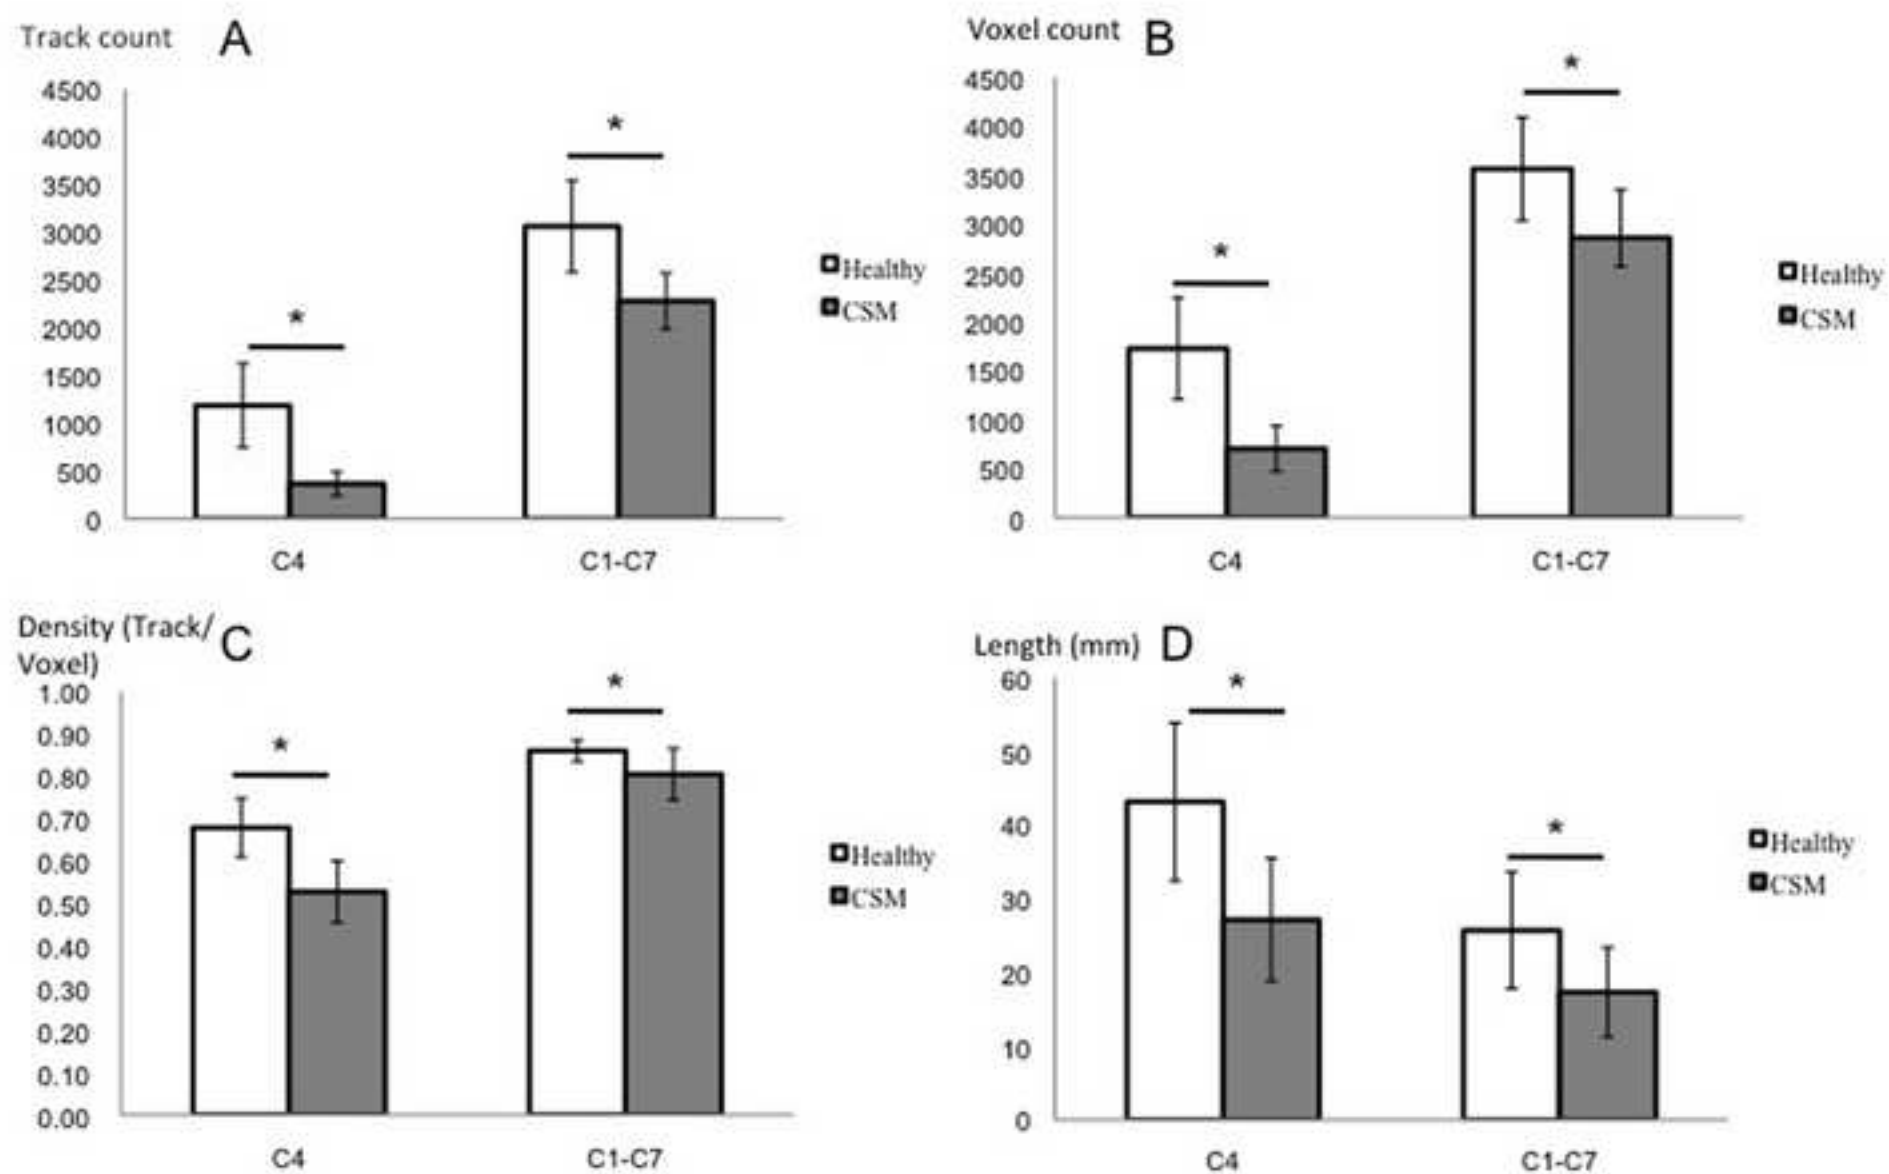 Track count A
4500
4000
3500
3000
2500
2000
1500
1000
500
0
*
*
C4 C1-C7
Healthy
CSM
Voxel count B
4500
4000
3500
3000
2500
2000
1500
1000
500
0
*
*
C4 C1-C7
Healthy
CSM
Density (Track/ C
Voxel)
1.00
0.90
0.80
0.70
0.60
0.50
0.40
0.30
0.20
0.10
0.00
*
*
C4 C1-C7
Healthy
CSM
Length (mm) D
60
50
40
30
20
10
0
*
*
C4 C1-C7
Healthy
CSM